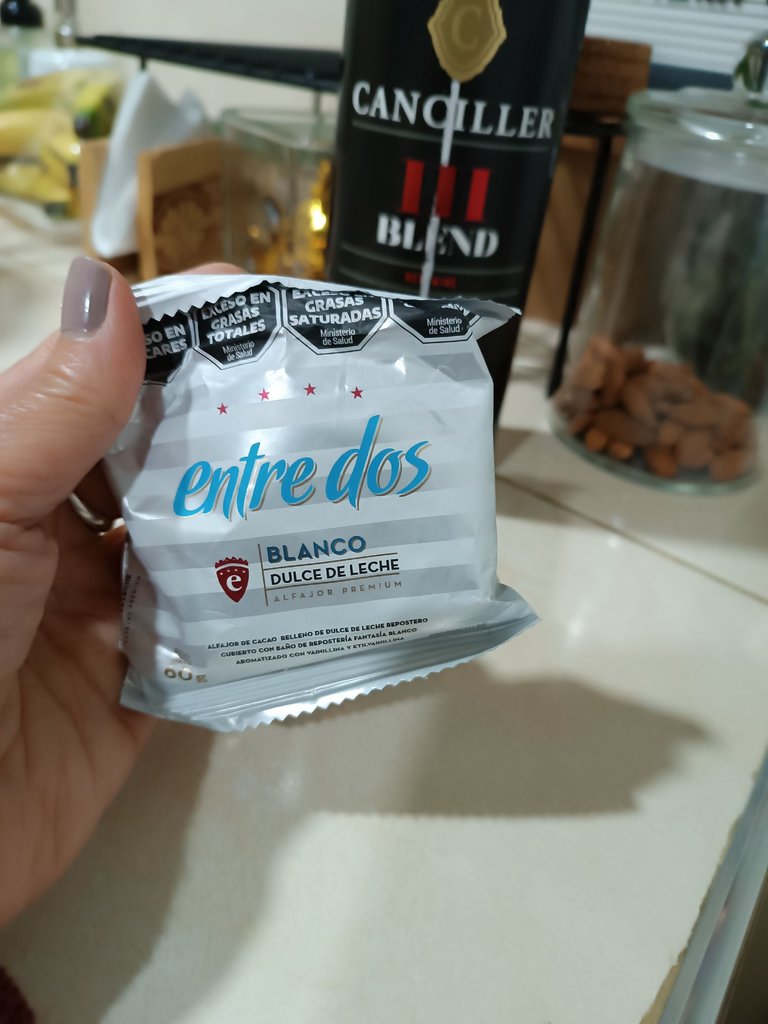 C
CANCILLER
III
BLEND
EXCESO EN
GRASAS
TOTALES
Ministerio
de Salud
GRASAS
SATURADAS
Ministerio
de Salud
Ministerio
de Salud
entre dos
e
BLANCO
DULCE DE LECHE
ALFAJOR PREMIUM
ALFAJOR DE CACAO RELLENO DE DULCE DE LECHE REPOSTERO
CUBIERTO CON BAÑO DE REPOSTERÍA FANTASÍA BLANCO
AROMATIZADO CON VAINILLINA Y ETILVAINILLINA
60g